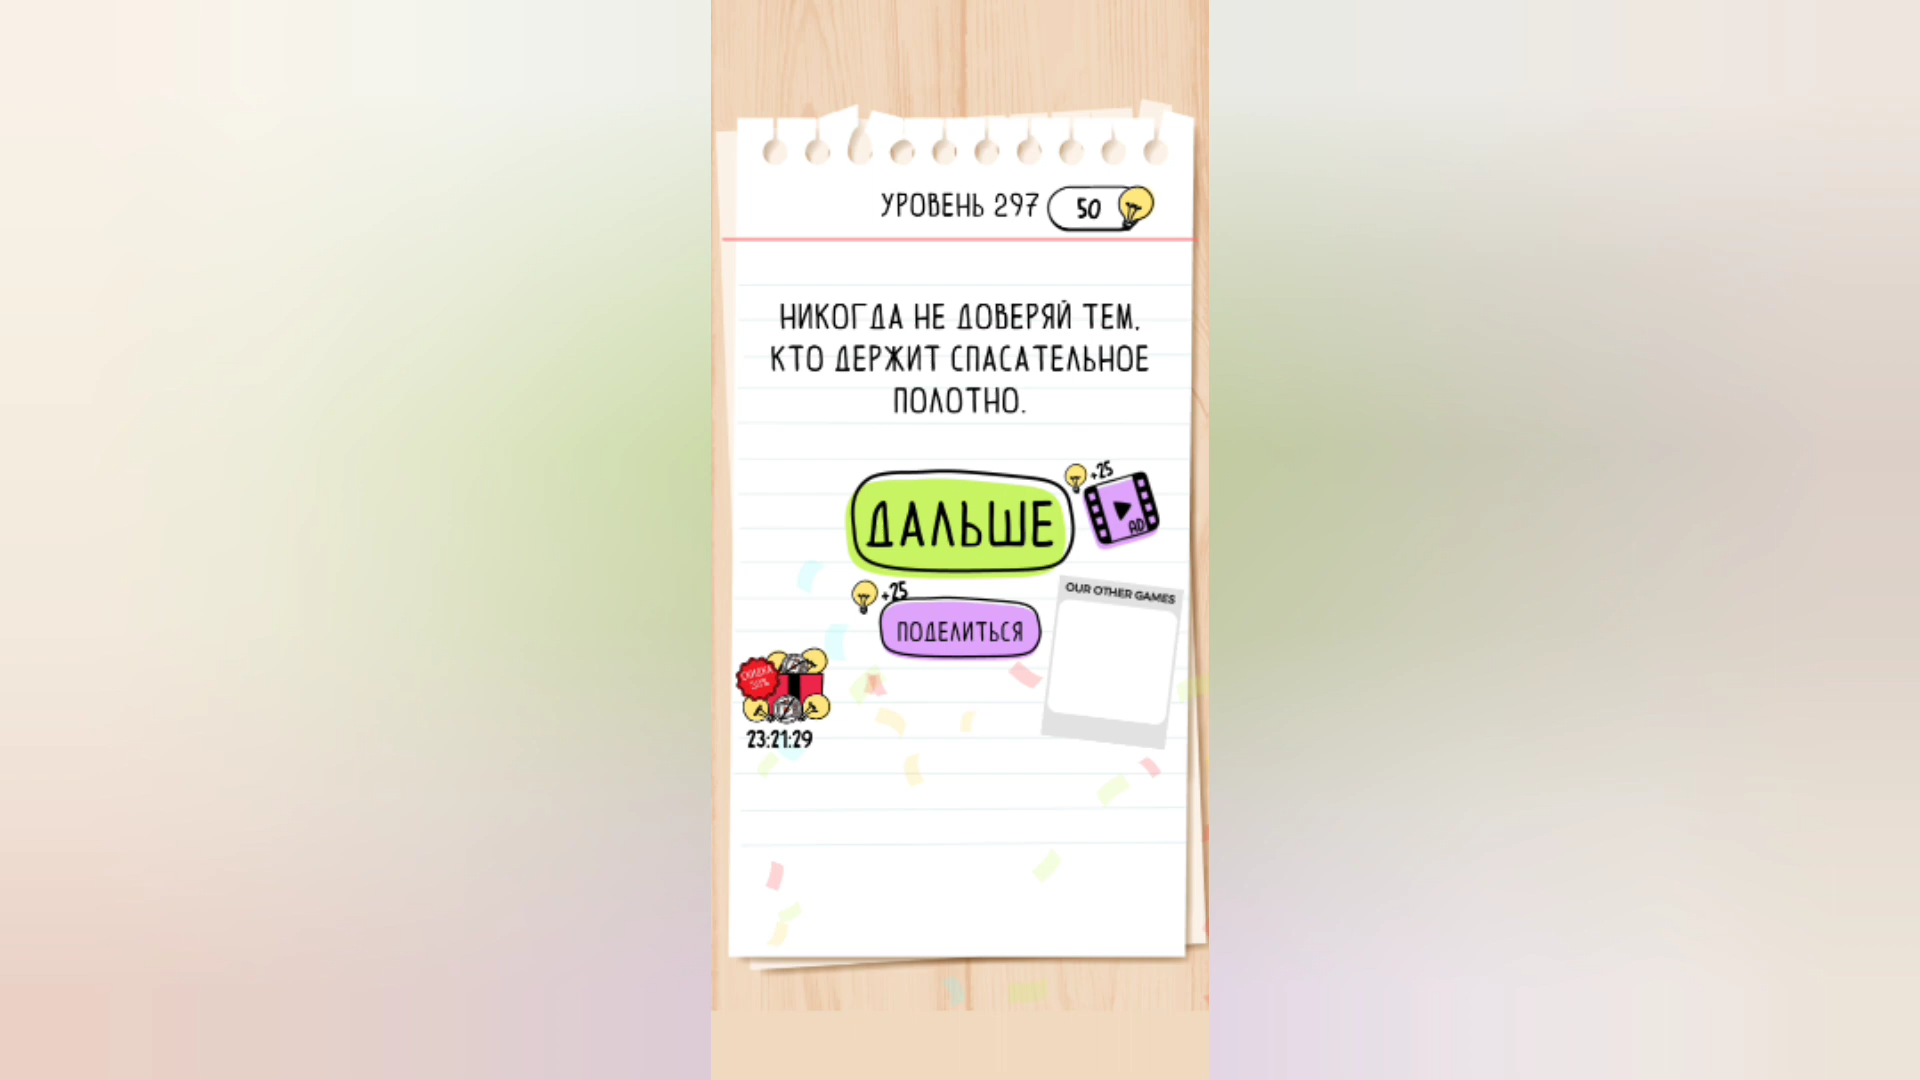 УРОВЕНЬ 297
50
НИКОГДА НЕ ДОВЕРЯЙ ТЕМ,
КТО ДЕРЖИТ СПАСАТЕЛЬНОЕ
ПОЛОТНО.
+25
ДАЛЬШЕ
AD
+25
OUR OTHER GAMES
ПОДЕЛИТЬСЯ
СКИДКА
23:21:29